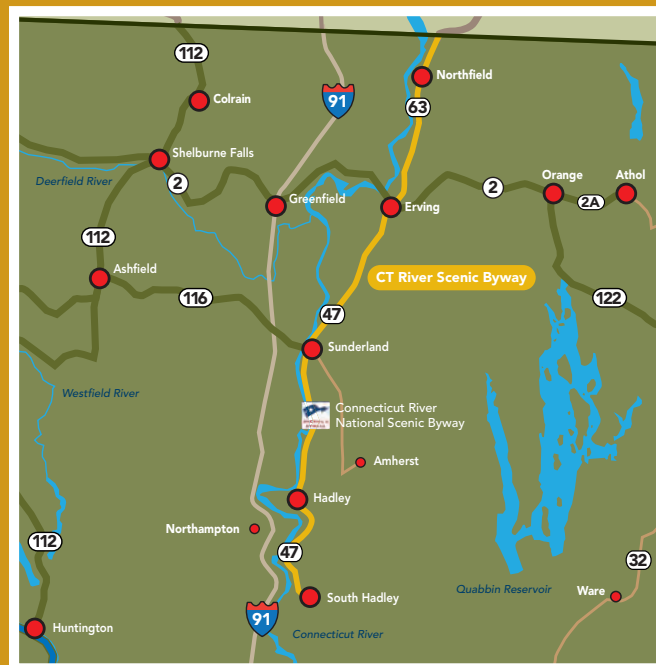 112
Northfield
91
Colrain
63
Shelburne Falls
Deerfield River
2
Greenfield
Erving
2
Orange
Athol
2A
112
Ashfield
116
CT River Scenic Byway
122
47
Sunderland
Westfield River
Connecticut River
National Scenic Byway
Amherst
Hadley
Northampton
112
47
32
Quabbin Reservoir
Ware
South Hadley
91
Huntington
Connecticut River